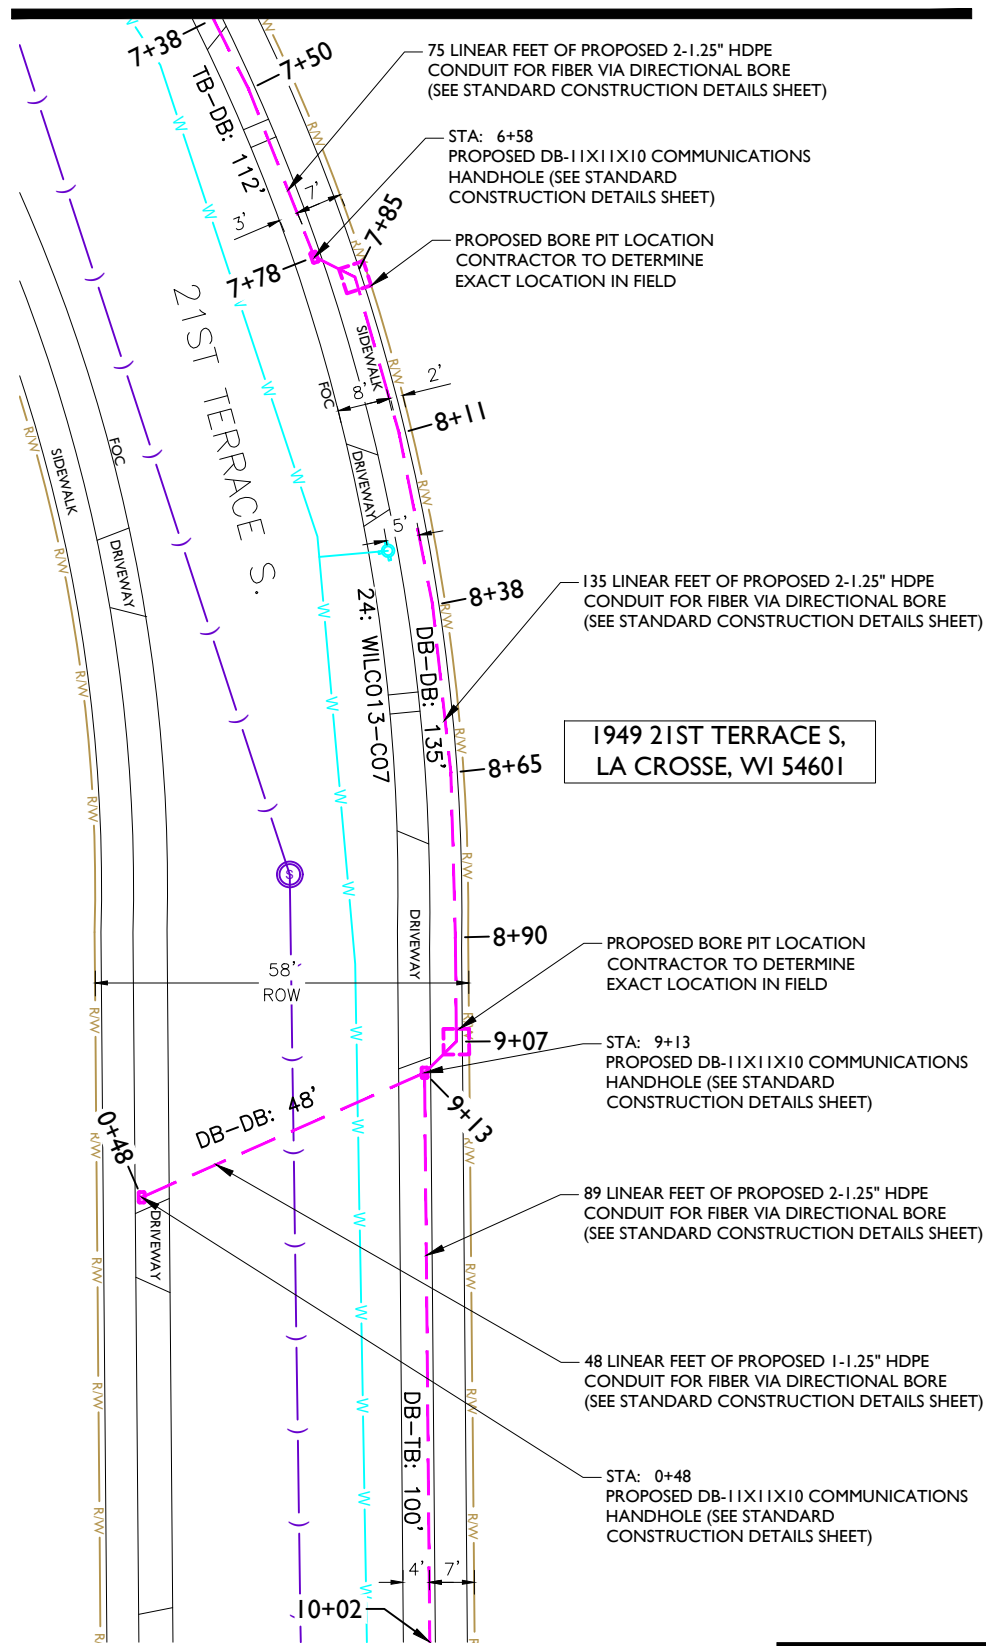 7+38
7+50
75 LINEAR FEET OF PROPOSED 2-1.25" HDPE
CONDUIT FOR FIBER VIA DIRECTIONAL BORE
(SEE STANDARD CONSTRUCTION DETAILS SHEET)
TB-DB: 112'
STA: 6+58
PROPOSED DB-11X11X10 COMMUNICATIONS
HANDHOLE (SEE STANDARD
CONSTRUCTION DETAILS SHEET)
7'
3'
7+85
7+78
PROPOSED BORE PIT LOCATION
CONTRACTOR TO DETERMINE
EXACT LOCATION IN FIELD
21ST TERRACE S.
SIDEWALK
FOC
8'
2'
8+11
R/W
R/W
R/W
R/W
R/W
R/W
R/W
R/W
W
W
W
W
W
W
SIDEWALK
FOC
DRIVEWAY
DRIVEWAY
5'
24: WILC013-C07
8+38
135 LINEAR FEET OF PROPOSED 2-1.25" HDPE
CONDUIT FOR FIBER VIA DIRECTIONAL BORE
(SEE STANDARD CONSTRUCTION DETAILS SHEET)
DB-DB: 135'
1949 21ST TERRACE S,
LA CROSSE, WI 54601
8+65
R/W
R/W
R/W
W
W
W
W
S
DRIVEWAY
8+90
58'
ROW
PROPOSED BORE PIT LOCATION
CONTRACTOR TO DETERMINE
EXACT LOCATION IN FIELD
9+07
STA: 9+13
PROPOSED DB-11X11X10 COMMUNICATIONS
HANDHOLE (SEE STANDARD
CONSTRUCTION DETAILS SHEET)
9+13
DB-DB: 48'
0+48
DRIVEWAY
89 LINEAR FEET OF PROPOSED 2-1.25" HDPE
CONDUIT FOR FIBER VIA DIRECTIONAL BORE
(SEE STANDARD CONSTRUCTION DETAILS SHEET)
R/W
R/W
R/W
R/W
R/W
R/W
R/W
W
W
W
W
W
48 LINEAR FEET OF PROPOSED 1-1.25" HDPE
CONDUIT FOR FIBER VIA DIRECTIONAL BORE
(SEE STANDARD CONSTRUCTION DETAILS SHEET)
DB-TB: 100'
STA: 0+48
PROPOSED DB-11X11X10 COMMUNICATIONS
HANDHOLE (SEE STANDARD
CONSTRUCTION DETAILS SHEET)
4'
7'
10+02